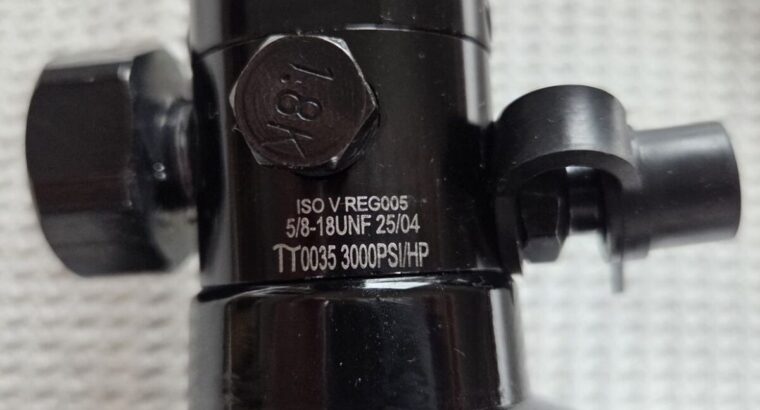 1.8K
ISO V REG005
5/8-18UNF 25/04
TT0035 3000PSI/HP